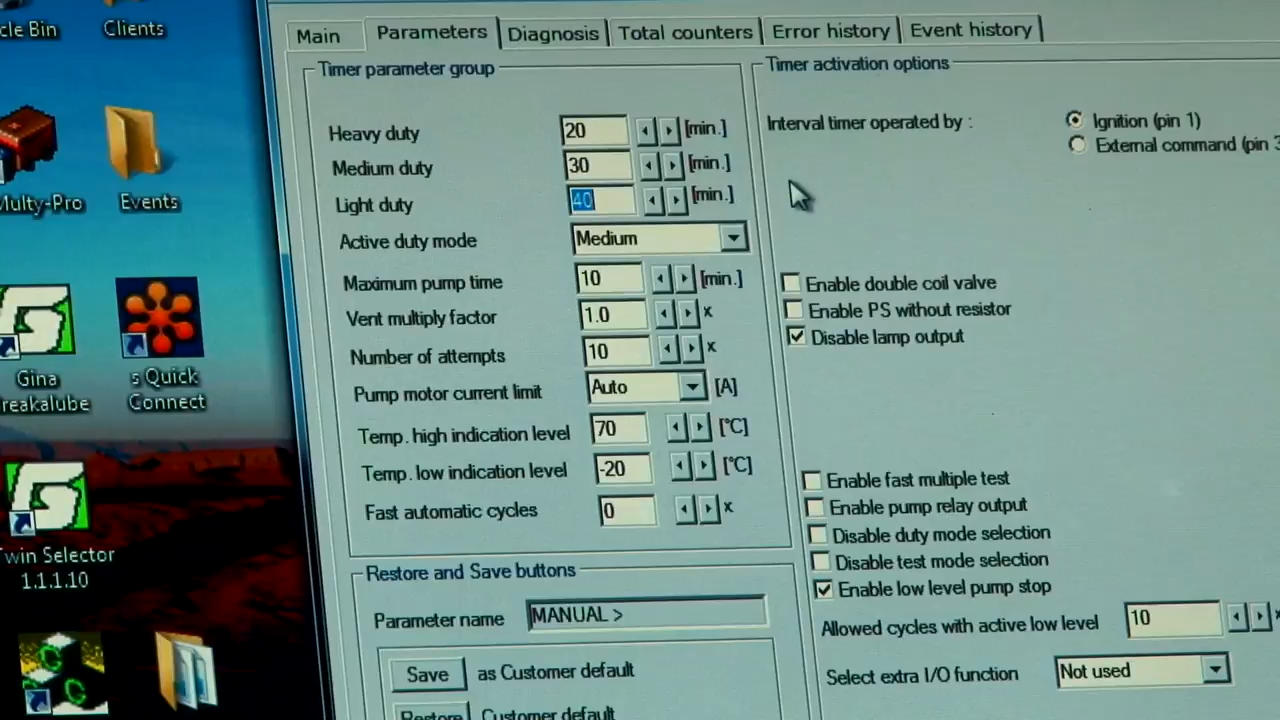 cle Bin
Clients
Multy-Pro
Events
Gina
reakalube
s Quick
Connect
Twin Selector
1.1.1.10
Main
Parameters
Diagnosis
Total counters
Error history
Event history
Timer parameter group
Heavy duty 20 [min.]
Medium duty 30 [min.]
Light duty 40 [min.]
Active duty mode Medium
Maximum pump time 10 [min.]
Vent multiply factor 1.0 x
Number of attempts 10 x
Pump motor current limit Auto [A]
Temp. high indication level 70 [°C]
Temp. low indication level -20 [°C]
Fast automatic cycles 0 x
Restore and Save buttons
Parameter name MANUAL >
Save as Customer default
Restore Customer default
Timer activation options
Interval timer operated by :
Ignition (pin 1)
External command (pin 3
Enable double coil valve
Enable PS without resistor
Disable lamp output
Enable fast multiple test
Enable pump relay output
Disable duty mode selection
Disable test mode selection
Enable low level pump stop
Allowed cycles with active low level 10 x
Select extra I/O function Not used